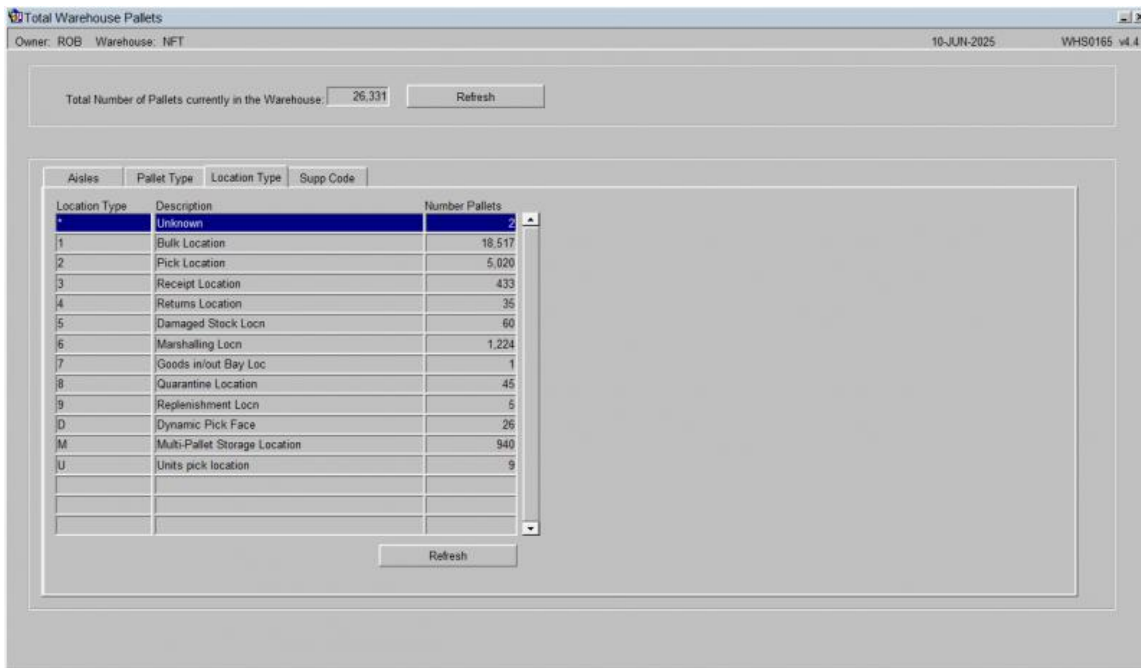 Total Warehouse Pallets
Owner: ROB Warehouse: NFT 10-JUN-2025 WHS0165 v4.4
Total Number of Pallets currently in the Warehouse: 26,331 Refresh
Aisles Pallet Type Location Type Supp Code
Location Type Description Number Pallets
* Unknown 2
1 Bulk Location 18,517
2 Pick Location 5,020
3 Receipt Location 433
4 Returns Location 35
5 Damaged Stock Locn 60
6 Marshalling Locn 1,224
7 Goods in/out Bay Loc 1
8 Quarantine Location 45
9 Replenishment Locn 5
D Dynamic Pick Face 26
M Multi-Pallet Storage Location 940
U Units pick location 9
Refresh